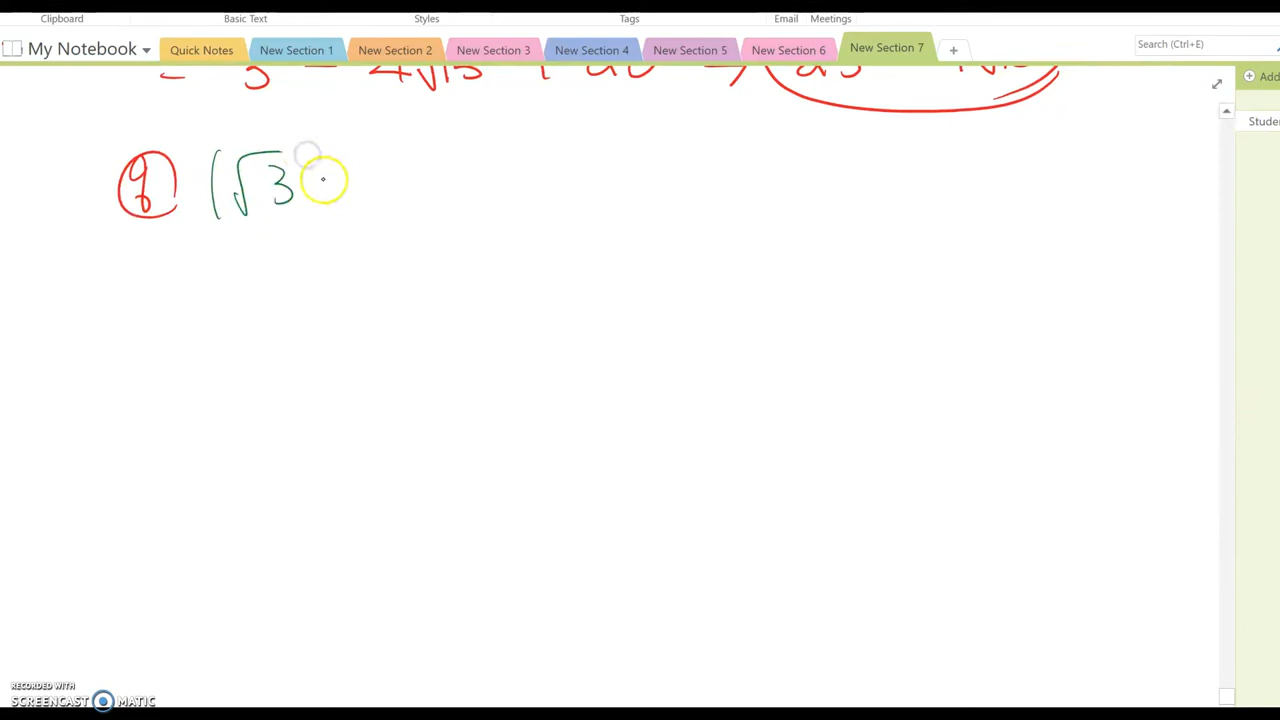 Clipboard Basic Text Styles Tags Email Meetings
My Notebook Quick Notes New Section 1 New Section 2 New Section 3 New Section 4 New Section 5 New Section 6 New Section 7 + Search (Ctrl+E)
Add
Studen
(√3
RECORDED WITH
SCREENCAST MATIC